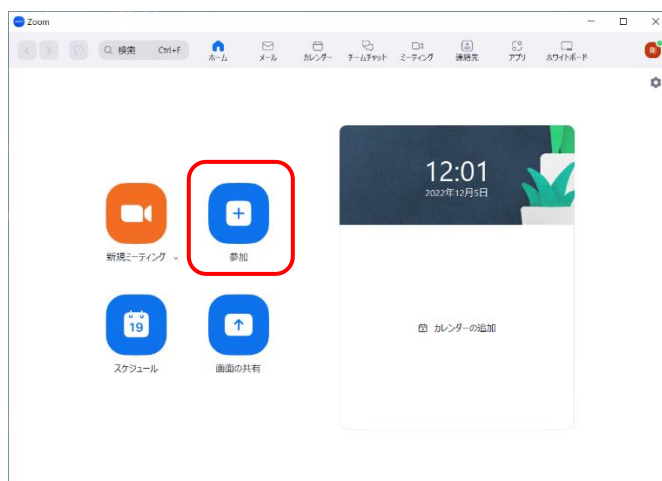 Zoom
検索 Ctrl+F
ホーム メール カレンダー チームチャット ミーティング 連絡先 アプリ ホワイトボード
剛
12:01
2022年12月5日
新規ミーティング 参加
19
カレンダーの追加
スケジュール 画面の共有